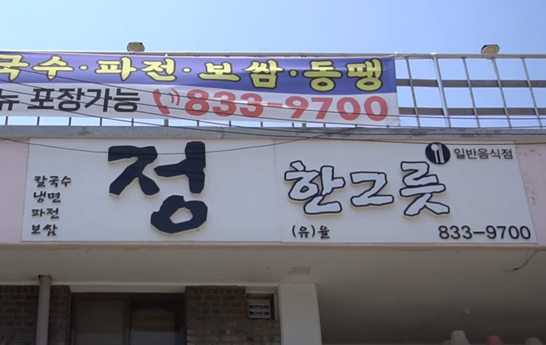 국수·파전·보쌈·동땡
뉴 포장가능 833-9700
칼국수
냉면
파전
보쌈
정 한그릇
(유)율
일반음식점
833-9700